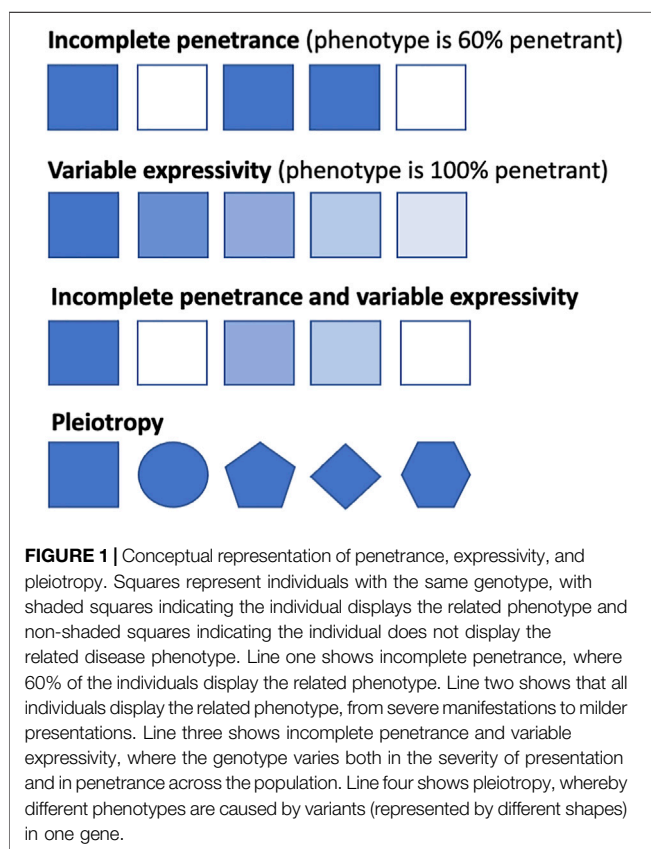 Incomplete penetrance (phenotype is 60% penetrant)
Variable expressivity (phenotype is 100% penetrant)
Incomplete penetrance and variable expressivity
Pleiotropy
FIGURE 1 | Conceptual representation of penetrance, expressivity, and
pleiotropy. Squares represent individuals with the same genotype, with
shaded squares indicating the individual displays the related phenotype and
non-shaded squares indicating the individual does not display the
related disease phenotype. Line one shows incomplete penetrance, where
60% of the individuals display the related phenotype. Line two shows that all
individuals display the related phenotype, from severe manifestations to milder
presentations. Line three shows incomplete penetrance and variable
expressivity, where the genotype varies both in the severity of presentation
and in penetrance across the population. Line four shows pleiotropy, whereby
different phenotypes are caused by variants (represented by different shapes)
in one gene.